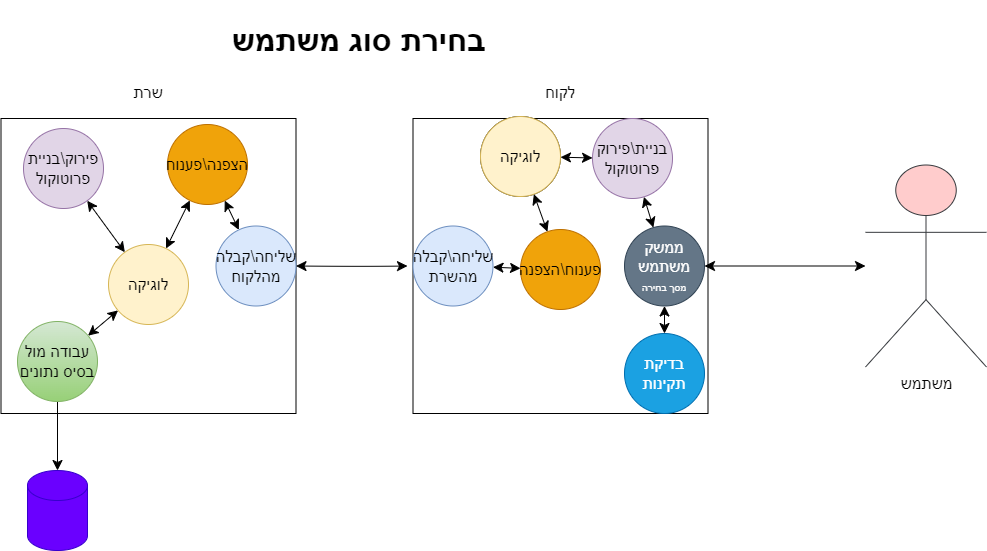 בחירת סוג משתמש
שרת
לקוח
פירוק\בניית
פרוטוקול
הצפנה\פענוח
שליחה\קבלה
מהלקוח
לוגיקה
עבודה מול
בסיס נתונים
לוגיקה
בניית\פירוק
פרוטוקול
שליחה\קבלה
מהשרת
פענוח\הצפנה
ממשק
משתמש
מסך בחירה
בדיקת
תקינות
משתמש